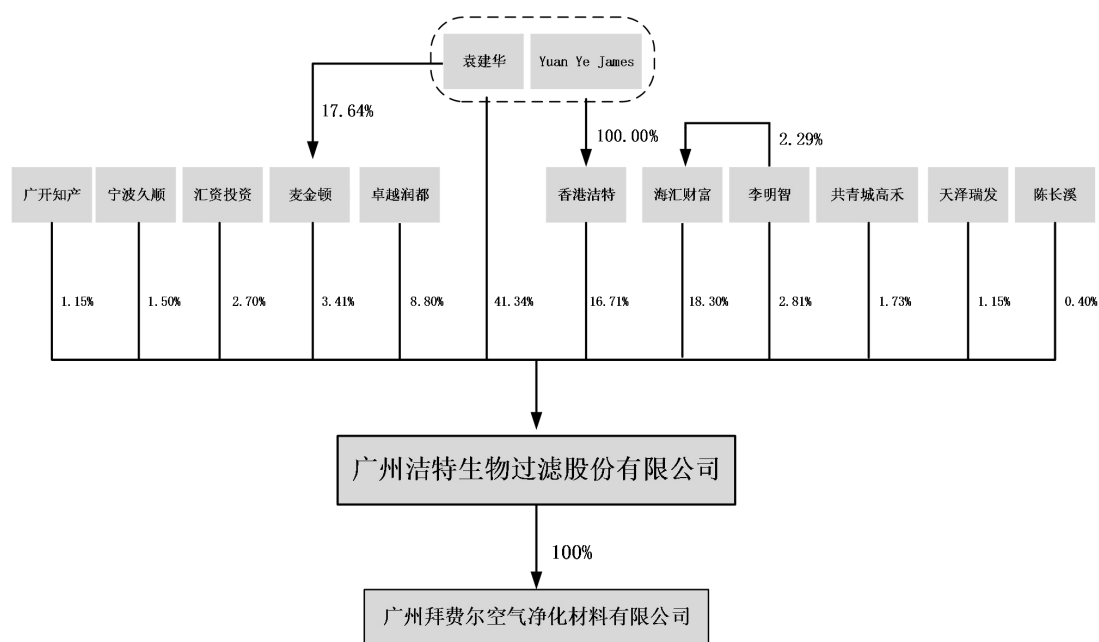 袁建华
Yuan Ye James
17.64%
100.00%
2.29%
广开知产
宁波久顺
汇资投资
麦金顿
卓越润都
香港洁特
海汇财富
李明智
共青城高禾
天泽瑞发
陈长溪
1.15%
1.50%
2.70%
3.41%
8.80%
41.34%
16.71%
18.30%
2.81%
1.73%
1.15%
0.40%
广州洁特生物过滤股份有限公司
100%
广州拜费尔空气净化材料有限公司